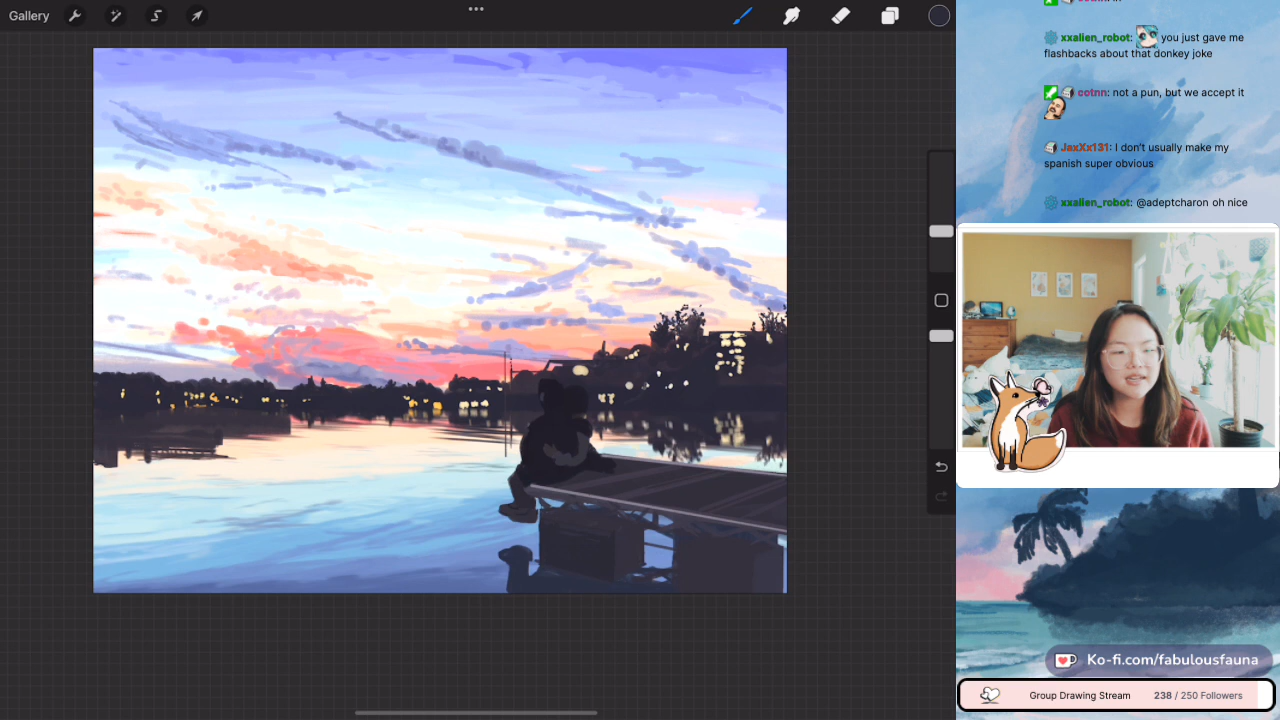 Gallery
xxalien_robot: you just gave me
flashbacks about that donkey joke
cotnn: not a pun, but we accept it
JaxXx131: I don't usually make my
spanish super obvious
xxalien_robot: @adeptcharon oh nice
Ko-fi.com/fabulousfauna
Group Drawing Stream 238 / 250 Followers